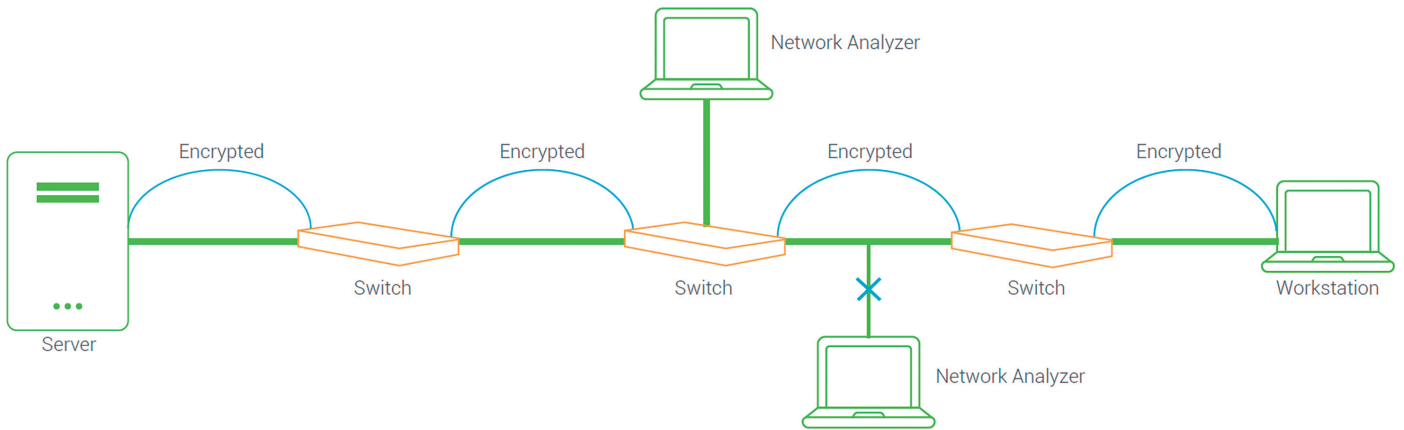 Network Analyzer
Encrypted
Encrypted
Encrypted
Encrypted
Switch
Switch
Switch
Workstation
Server
Network Analyzer